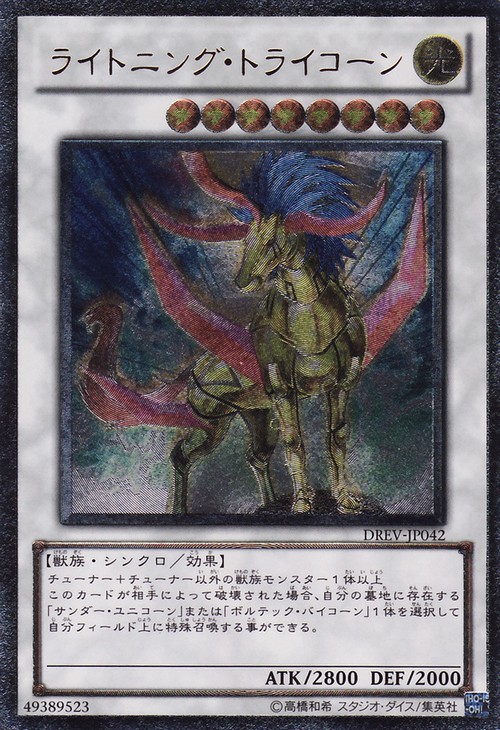 ライトニング・トライコーン 光
DREV-JP042
【獣族・シンクロ/効果】
チューナー+チューナー以外の獣族モンスター1体以上
このカードが相手によって破壊された場合、自分の墓地に存在する
「サンダー・ユニコーン」または「ボルテック・バイコーン」1体を選択して
自分フィールド上に特殊召喚する事ができる。
ATK/2800 DEF/2000
49389523 ©高橋和希 スタジオ・ダイス/集英社